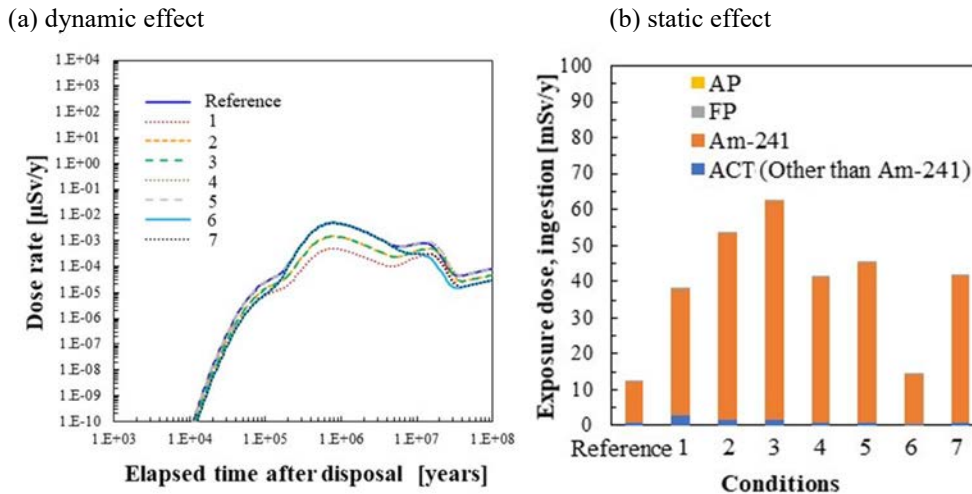 (a) dynamic effect
1.E+04
1.E+03
1.E+02
1.E+01
1.E+00
1.E-01
1.E-02
1.E-03
1.E-04
1.E-05
1.E-06
1.E-07
1.E-08
1.E-09
1.E-10
Dose rate [μSv/y]
Reference
1
2
3
4
5
6
7
1.E+03 1.E+04 1.E+05 1.E+06 1.E+07 1.E+08
Elapsed time after disposal [years]
(b) static effect
100
90
80
70
60
50
40
30
20
10
0
Exposure dose, ingestion [mSv/y]
AP
FP
Am-241
ACT (Other than Am-241)
Reference 1 2 3 4 5 6 7
Conditions